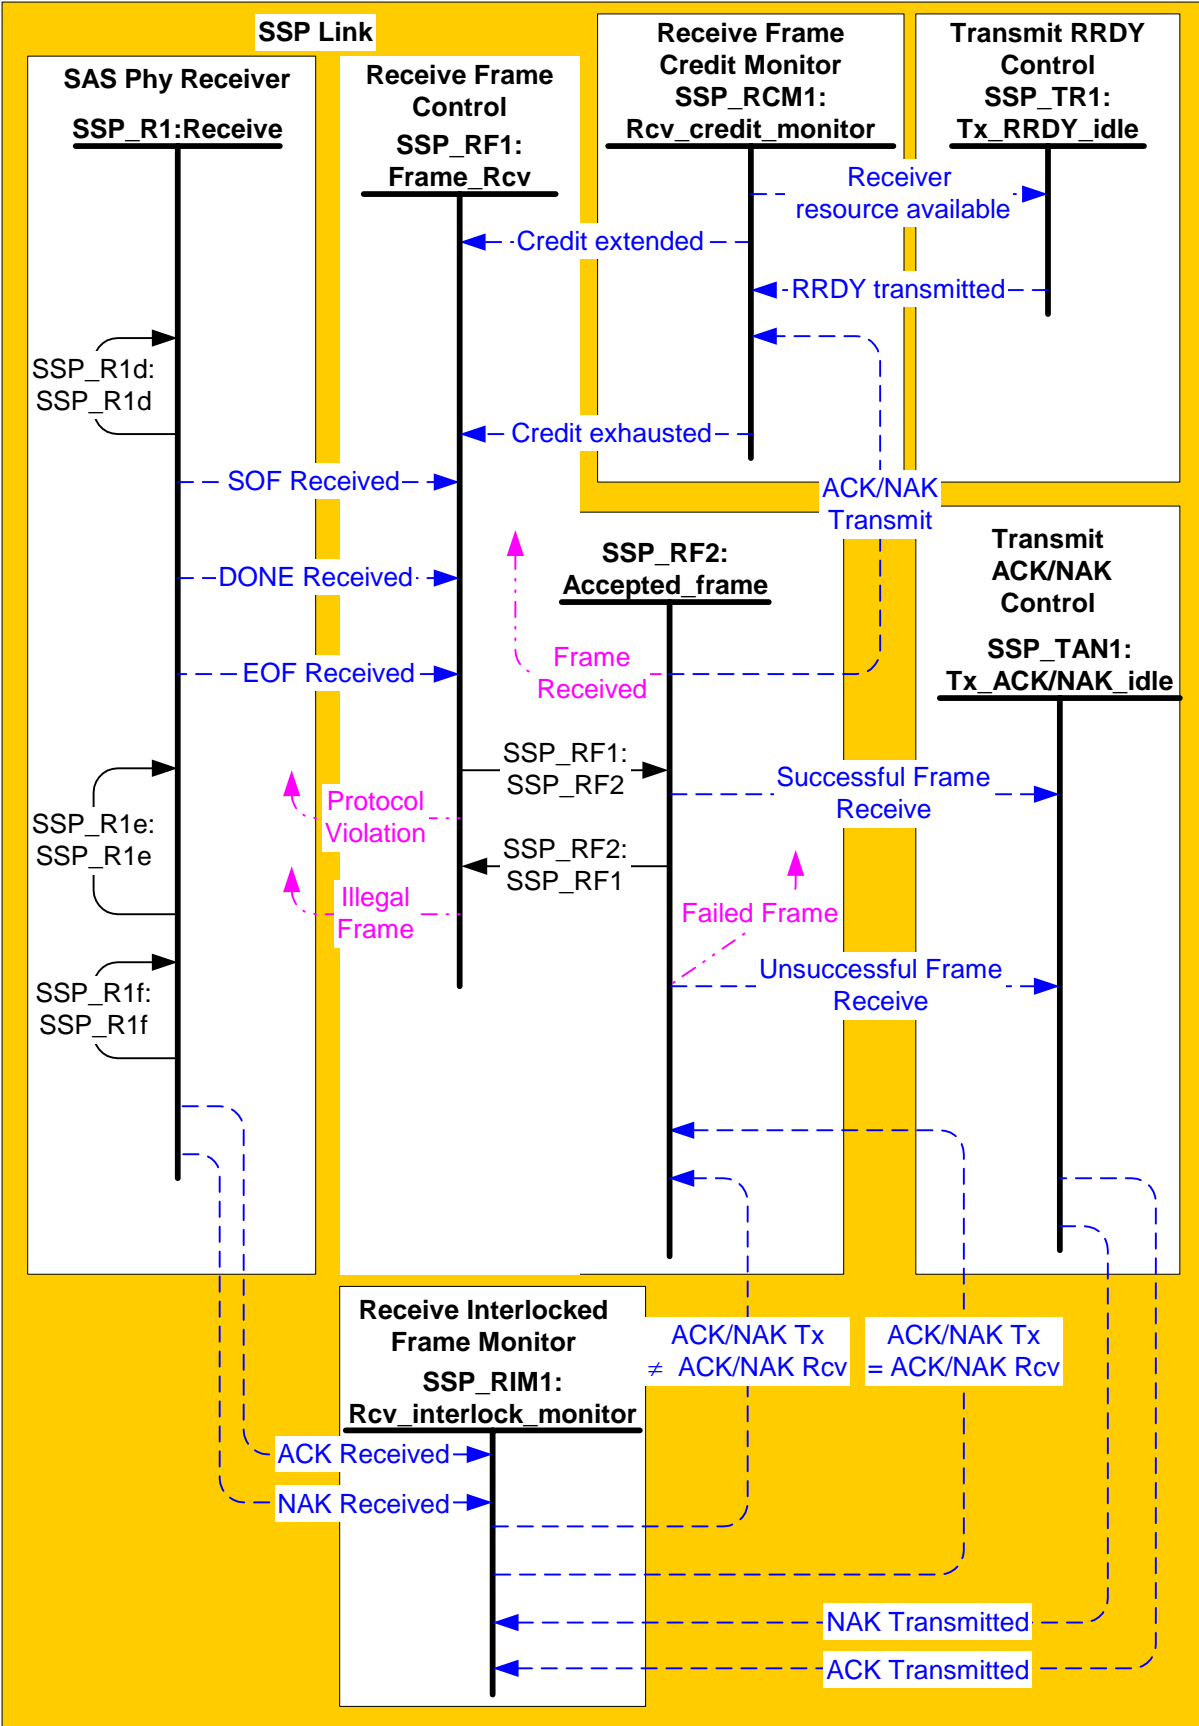 SSP Link
SAS Phy Receiver
SSP_R1:Receive
Receive Frame
Control
SSP_RF1:
Frame_Rcv
Receive Frame
Credit Monitor
SSP_RCM1:
Rcv_credit_monitor
Transmit RRDY
Control
SSP_TR1:
Tx_RRDY_idle
Receiver
resource available
Credit extended
RRDY transmitted
SSP_R1d:
SSP_R1d
Credit exhausted
SOF Received
ACK/NAK
Transmit
DONE Received
SSP_RF2:
Accepted_frame
Transmit
ACK/NAK
Control
SSP_TAN1:
Tx_ACK/NAK_idle
EOF Received
Frame
Received
SSP_RF1:
SSP_RF2
Successful Frame
Receive
Protocol
Violation
SSP_R1e:
SSP_R1e
SSP_RF2:
SSP_RF1
Illegal
Frame
Failed Frame
Unsuccessful Frame
Receive
SSP_R1f:
SSP_R1f
Receive Interlocked
Frame Monitor
SSP_RIM1:
Rcv_interlock_monitor
ACK/NAK Tx
≠ ACK/NAK Rcv
ACK/NAK Tx
= ACK/NAK Rcv
ACK Received
NAK Received
NAK Transmitted
ACK Transmitted